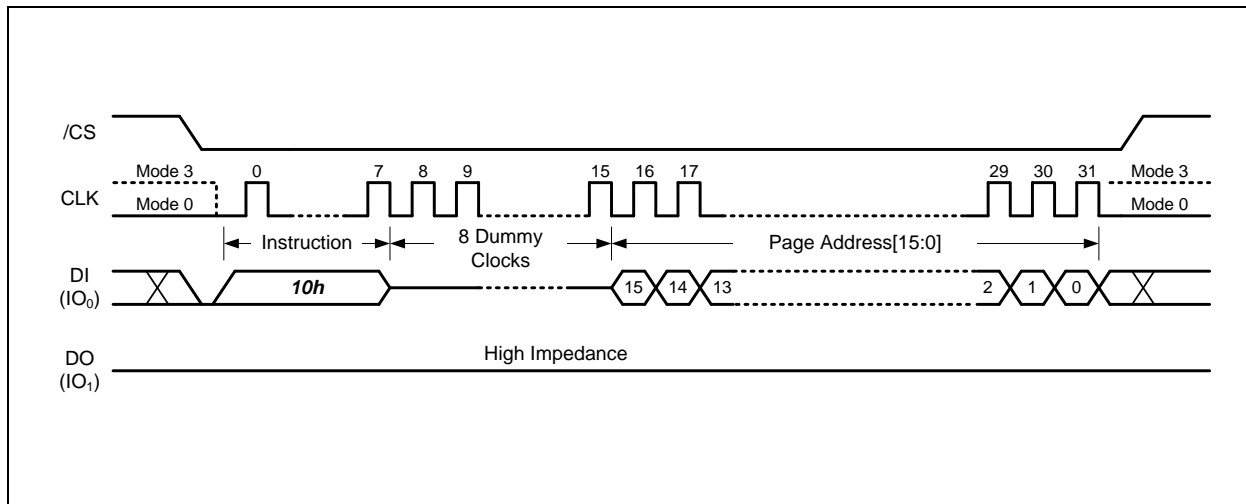 /CS
Mode 3 0 7 8 9 15 16 17 29 30 31 Mode 3
CLK
Mode 0 Mode 0
Instruction 8 Dummy Page Address[15:0]
Clocks
DI 10h 15 14 13 2 1 0
(IO₀)
High Impedance
DO
(IO₁)